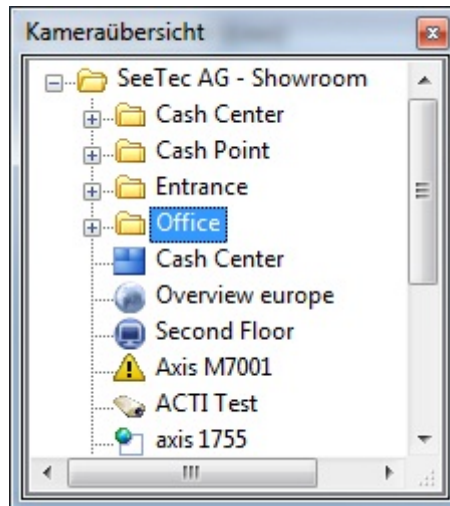 Kameraübersicht
SeeTec AG - Showroom
Cash Center
Cash Point
Entrance
Office
Cash Center
Overview europe
Second Floor
Axis M7001
ACTI Test
axis 1755